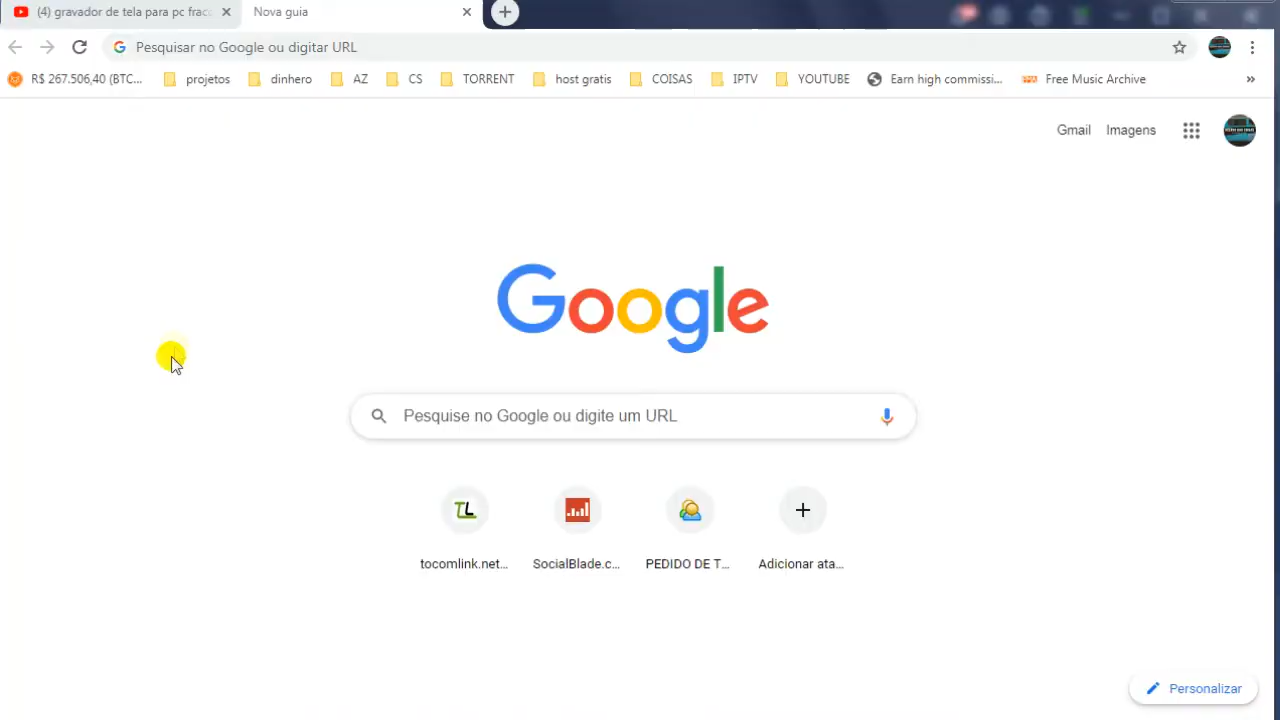 (4) gravador de tela para pc frac
Nova guia
Pesquisar no Google ou digitar URL
R$ 267.506,40 (BTC...
projetos
dinhero
AZ
CS
TORRENT
host gratis
COISAS
IPTV
YOUTUBE
Earn high commissi...
Free Music Archive
»
Gmail
Imagens
Google
Pesquise no Google ou digite um URL
TL
tocomlink.net...
SocialBlade.c...
PEDIDO DE T...
Adicionar ata...
Personalizar